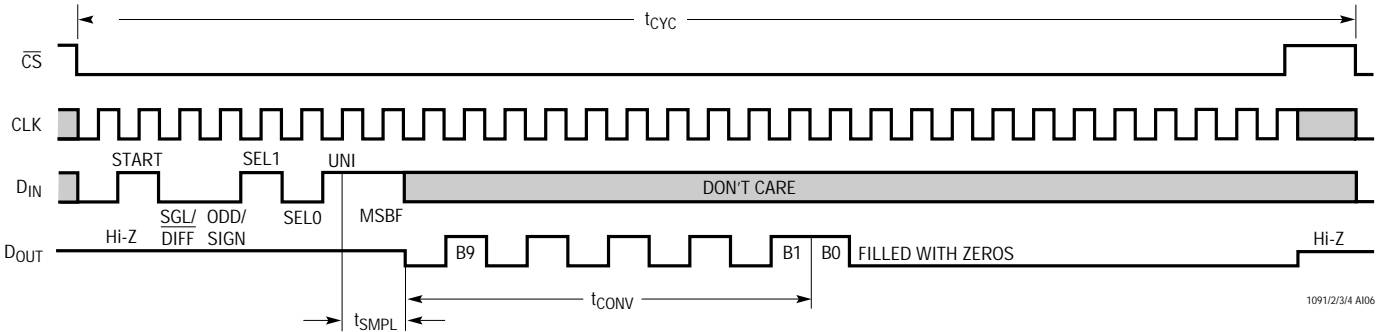 tCYC
CS
CLK
START SEL1 UNI
DIN DON'T CARE
SGL/ ODD/ SEL0 MSBF
DIFF SIGN
Hi-Z Hi-Z
DOUT B9 B1 B0 FILLED WITH ZEROS
tCONV
tSMPL
1091/2/3/4 AI06